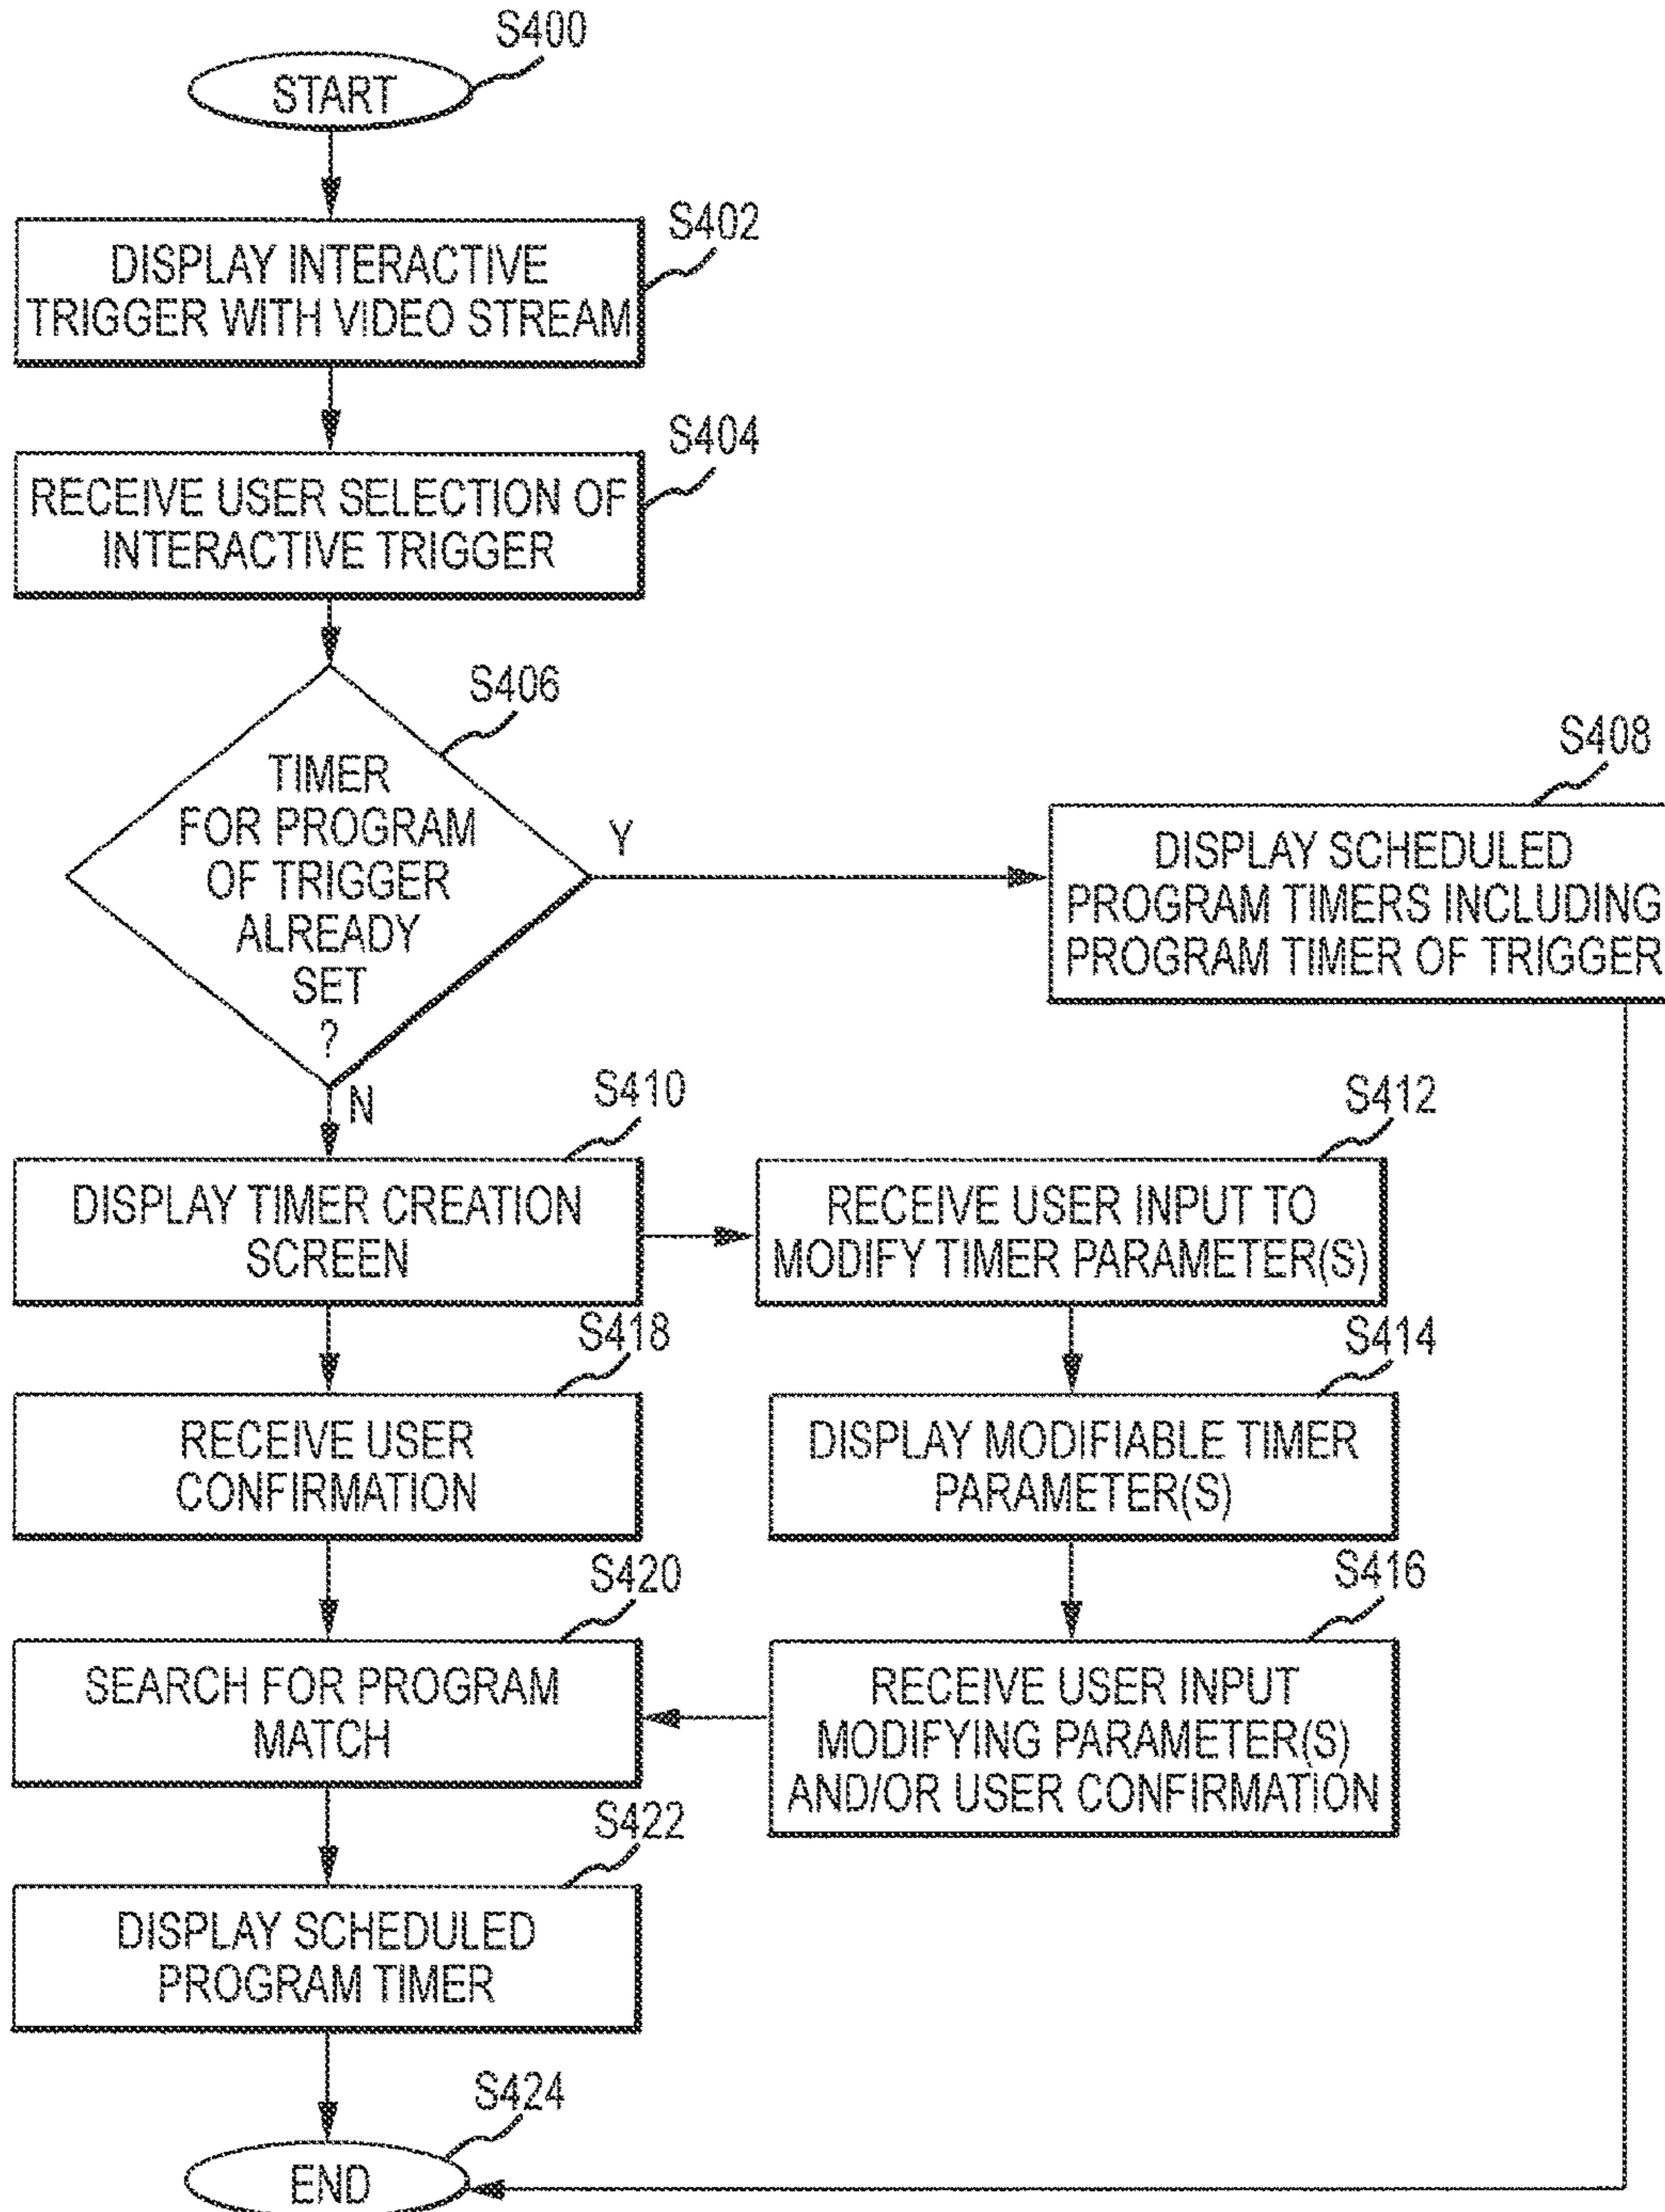 S400
START
S402
DISPLAY INTERACTIVE
TRIGGER WITH VIDEO STREAM
S404
RECEIVE USER SELECTION OF
INTERACTIVE TRIGGER
S406
TIMER
FOR PROGRAM
OF TRIGGER
ALREADY
SET
?
Y
N
S408
DISPLAY SCHEDULED
PROGRAM TIMERS INCLUDING
PROGRAM TIMER OF TRIGGER
S410
DISPLAY TIMER CREATION
SCREEN
S412
RECEIVE USER INPUT TO
MODIFY TIMER PARAMETER(S)
S414
DISPLAY MODIFIABLE TIMER
PARAMETER(S)
S416
RECEIVE USER INPUT
MODIFYING PARAMETER(S)
AND/OR USER CONFIRMATION
S418
RECEIVE USER
CONFIRMATION
S420
SEARCH FOR PROGRAM
MATCH
S422
DISPLAY SCHEDULED
PROGRAM TIMER
S424
END